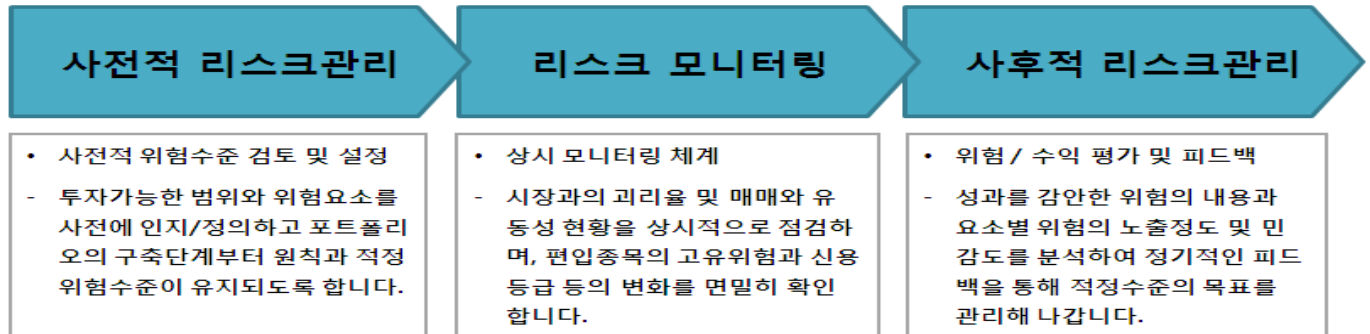 사전적 리스크관리
리스크 모니터링
사후적 리스크관리
• 사전적 위험수준 검토 및 설정
- 투자가능한 범위와 위험요소를
사전에 인지/정의하고 포트폴리
오의 구축단계부터 원칙과 적정
위험수준이 유지되도록 합니다.
• 상시 모니터링 체계
- 시장과의 괴리율 및 매매와 유
동성 현황을 상시적으로 점검하
며, 편입종목의 고유위험과 신용
등급 등의 변화를 면밀히 확인
합니다.
• 위험 / 수익 평가 및 피드백
- 성과를 감안한 위험의 내용과
요소별 위험의 노출정도 및 민
감도를 분석하여 정기적인 피드
백을 통해 적정수준의 목표를
관리해 나갑니다.